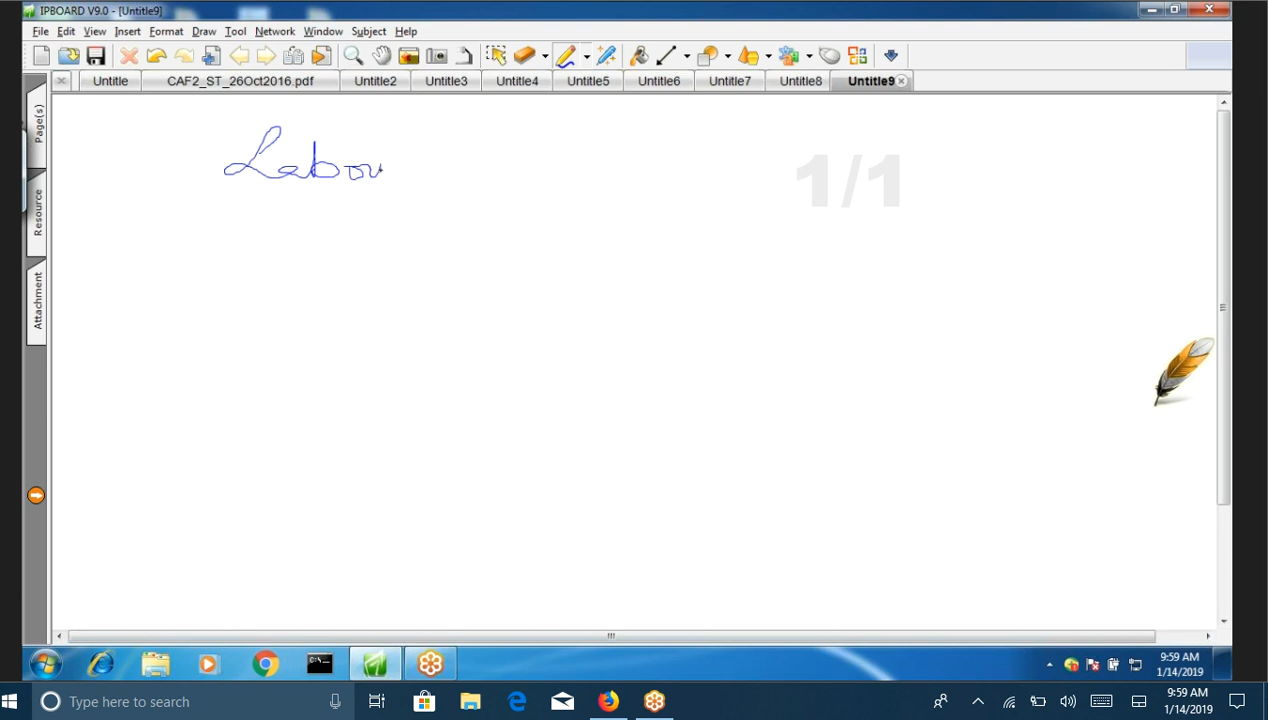 IPBOARD V9.0 - [Untitle9]
File Edit View Insert Format Draw Tool Network Window Subject Help
Untitle CAF2_ST_26Oct2016.pdf Untitle2 Untitle3 Untitle4 Untitle5 Untitle6 Untitle7 Untitle8 Untitle9
Page(s)
Resource
Attachment
Labou
1/1
9:59 AM
1/14/2019
Type here to search
9:59 AM
1/14/2019